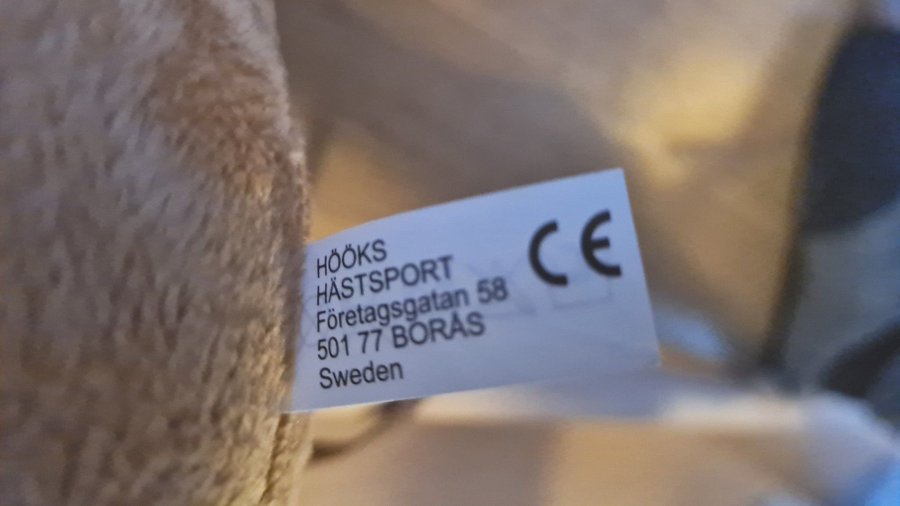 HÖÖKS
HÄSTSPORT
Företagsgatan 58
501 77 BORÅS
Sweden
CE